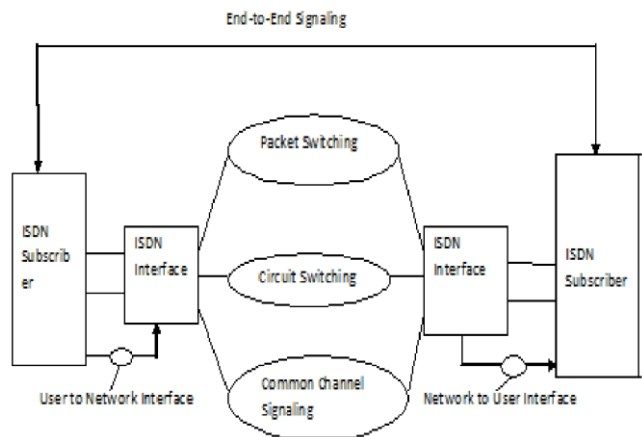 End-to-End Signaling
Packet Switching
ISDN
Subscrib
er
ISDN
Interface
Circuit Switching
ISDN
Interface
ISDN
Subscriber
Common Channel
Signaling
User to Network Interface
Network to User Interface